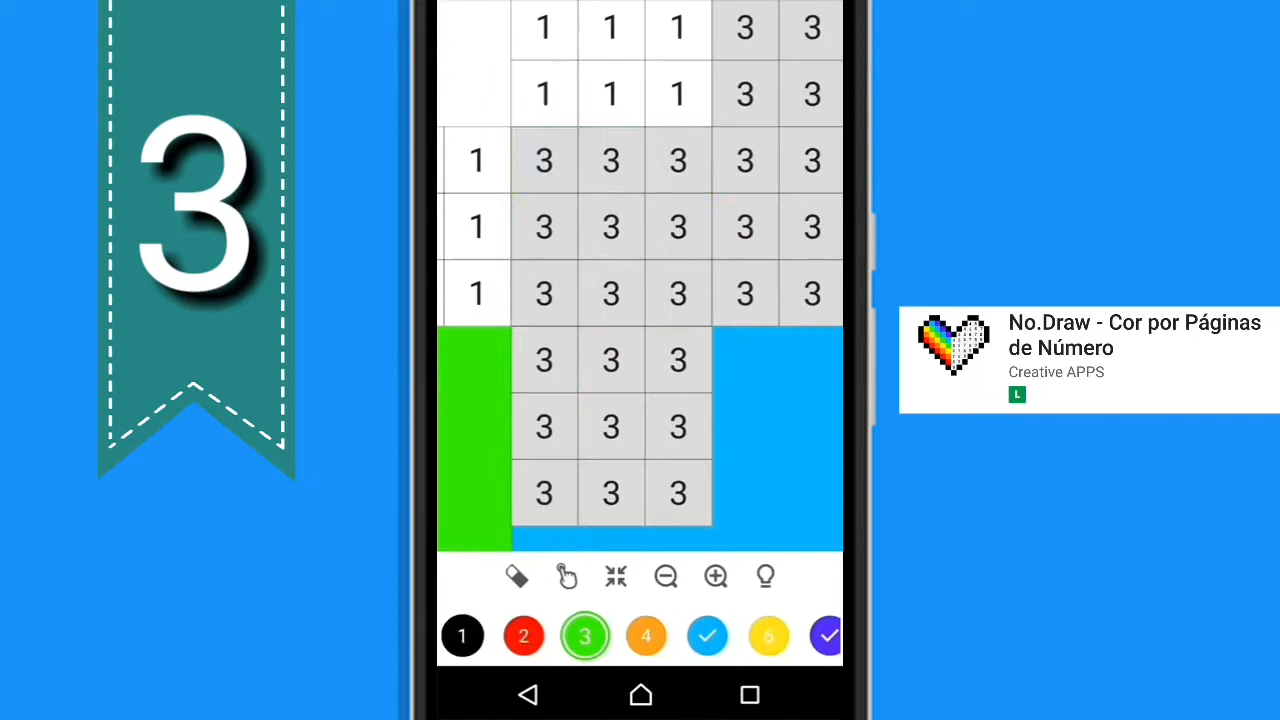 3
1 1 1 3 3
1 1 1 3 3
1 3 3 3 3 3
1 3 3 3 3 3
1 3 3 3 3 3
3 3 3
3 3 3
3 3 3
1 2 3 4 6
No.Draw - Cor por Páginas
de Número
Creative APPS
L